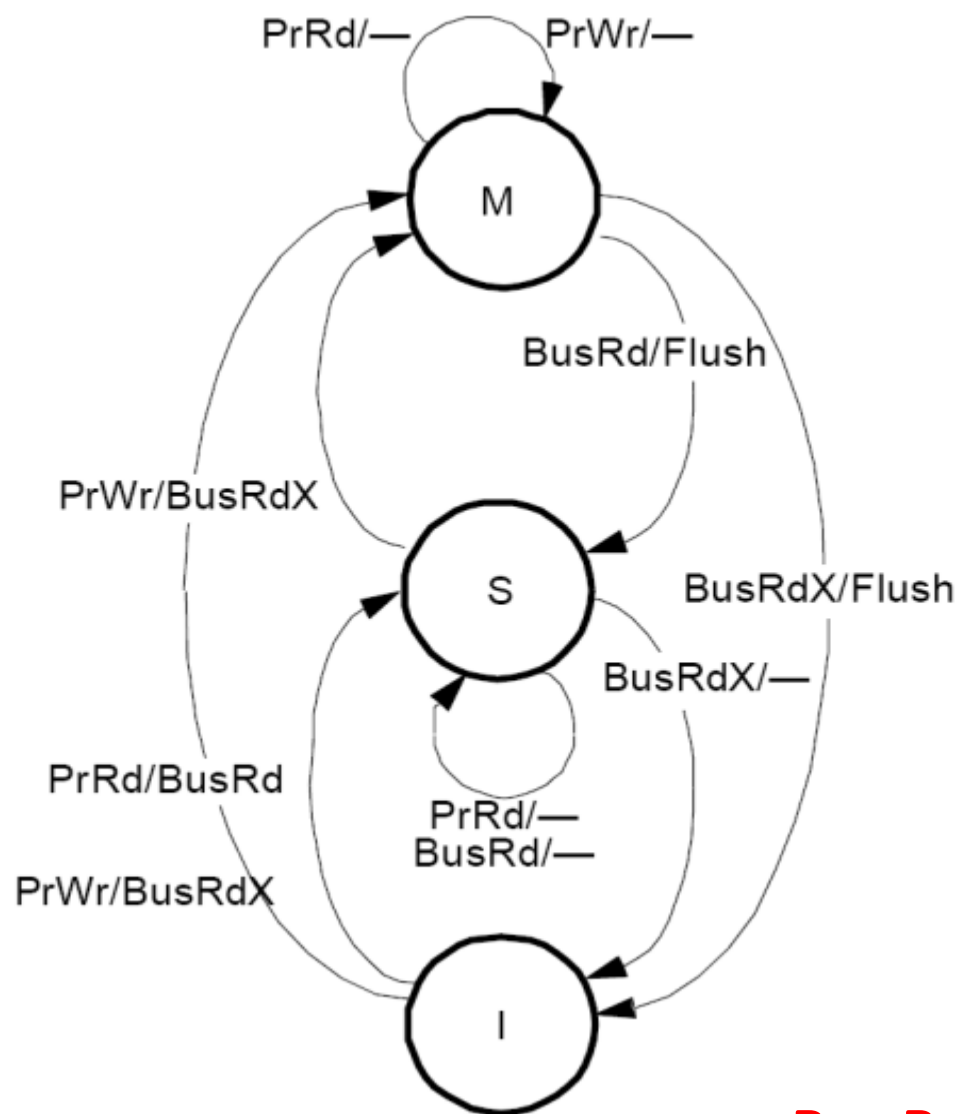 PrRd/—
PrWr/—
M
BusRd/Flush
PrWr/BusRdX
S
BusRdX/Flush
BusRdX/—
PrRd/BusRd
PrRd/—
BusRd/—
PrWr/BusRdX
I